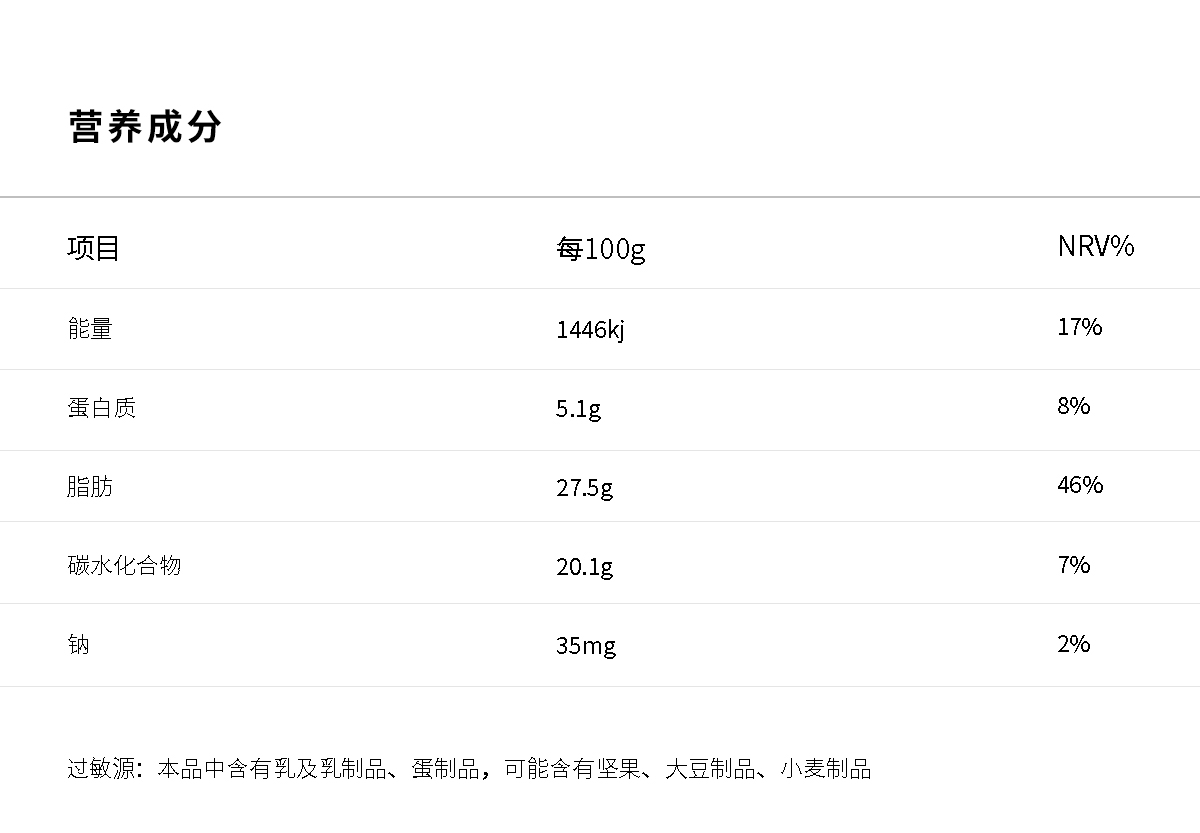 营养成分
项目 每100g NRV%
能量 1446kj 17%
蛋白质 5.1g 8%
脂肪 27.5g 46%
碳水化合物 20.1g 7%
钠 35mg 2%
过敏源：本品中含有乳及乳制品、蛋制品，可能含有坚果、大豆制品、小麦制品